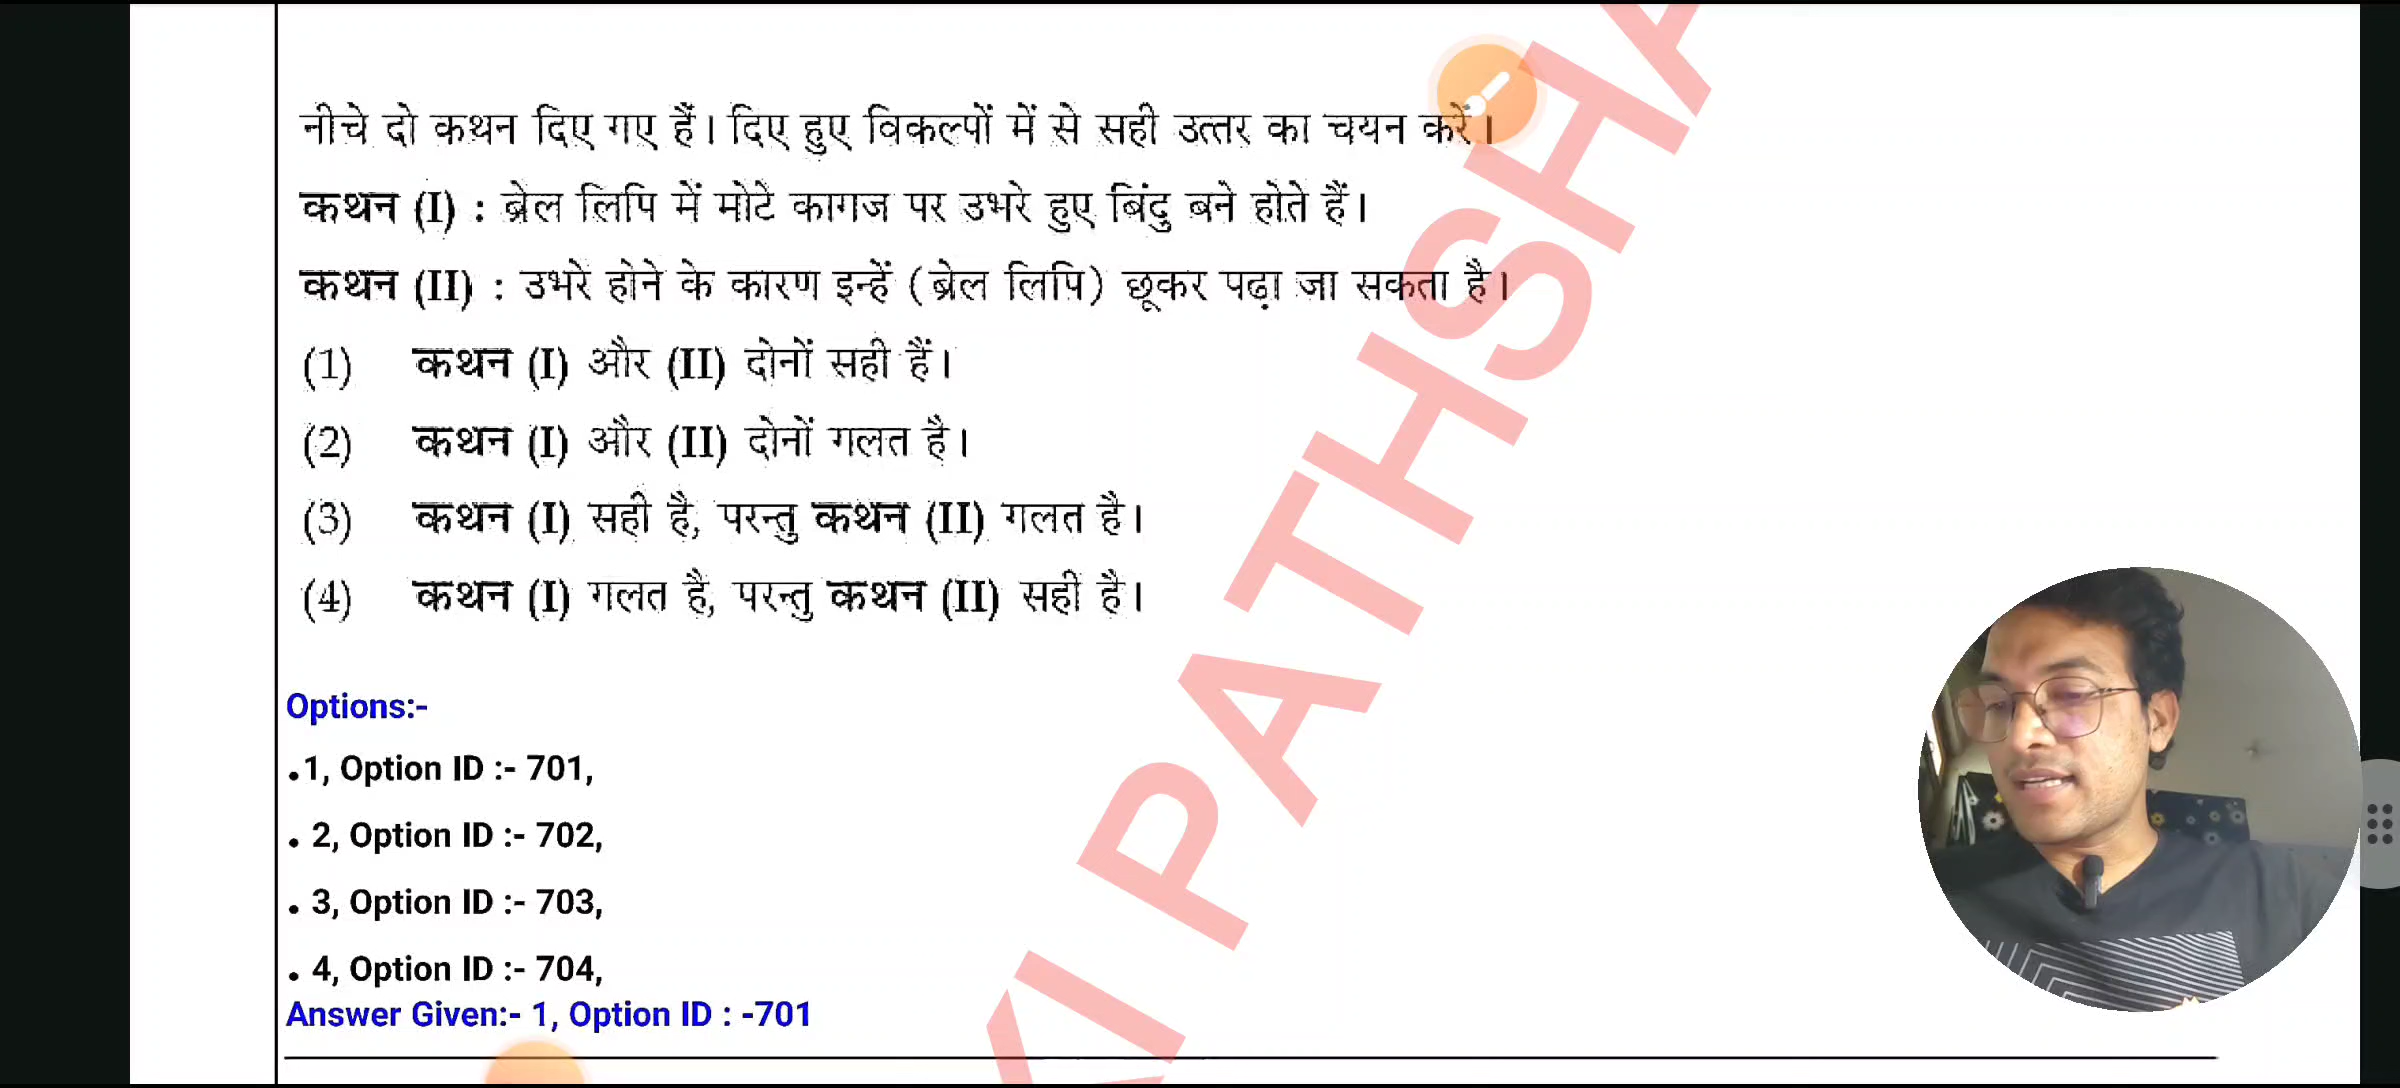 नीचे दो कथन दिए गए हैं। दिए हुए विकल्पों में से सही उत्तर का चयन करें।
कथन (I) : ब्रेल लिपि में मोटे कागज पर उभरे हुए बिंदु बने होते हैं।
कथन (II) : उभरे होने के कारण इन्हें (ब्रेल लिपि) छूकर पढ़ा जा सकता है।
(1) कथन (I) और (II) दोनों सही हैं।
(2) कथन (I) और (II) दोनों गलत है।
(3) कथन (I) सही है, परन्तु कथन (II) गलत है।
(4) कथन (I) गलत है, परन्तु कथन (II) सही है।
Options:-
.1, Option ID :- 701,
. 2, Option ID :- 702,
. 3, Option ID :- 703,
. 4, Option ID :- 704,
Answer Given:- 1, Option ID : -701
KI PATHSHA